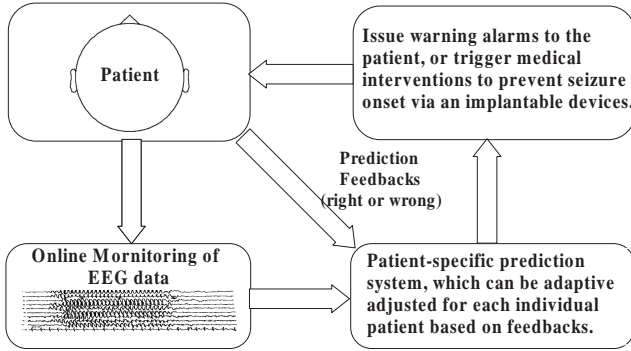 Patient
Issue warning alarms to the
patient, or trigger medical
interventions to prevent seizure
onset via an implantable devices.
Prediction
Feedbacks
(right or wrong)
Online Mornitoring of
EEG data
Patient-specific prediction
system, which can be adaptive
adjusted for each individual
patient based on feedbacks.